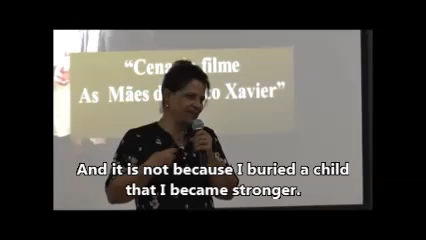 “Cena filme
As Mães d Xavier”
And it is not because I buried a child
that I became stronger.